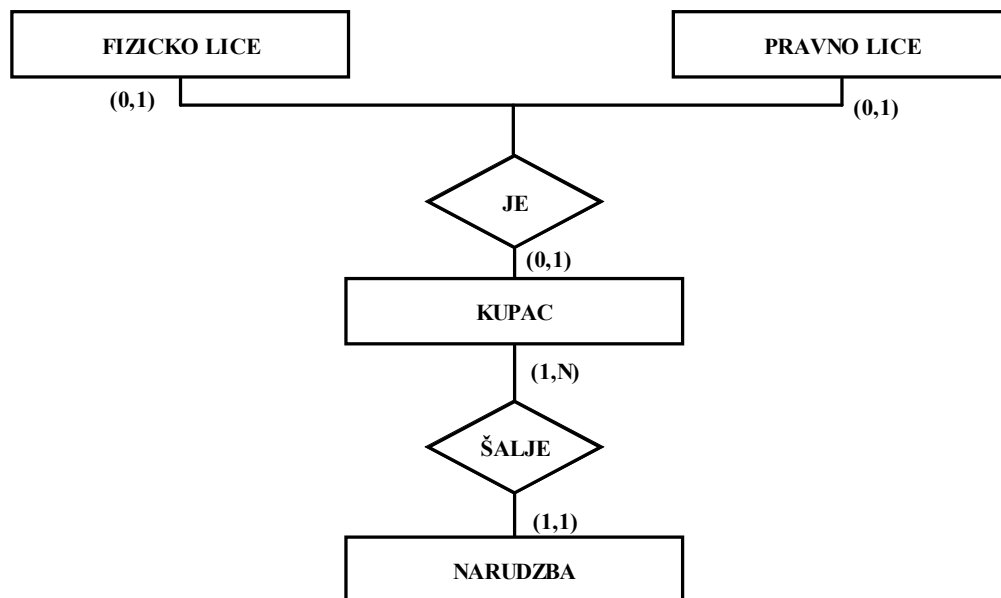 FIZICKO LICE
PRAVNO LICE
(0,1)
(0,1)
JE
(0,1)
KUPAC
(1,N)
ŠALJE
(1,1)
NARUDZBA